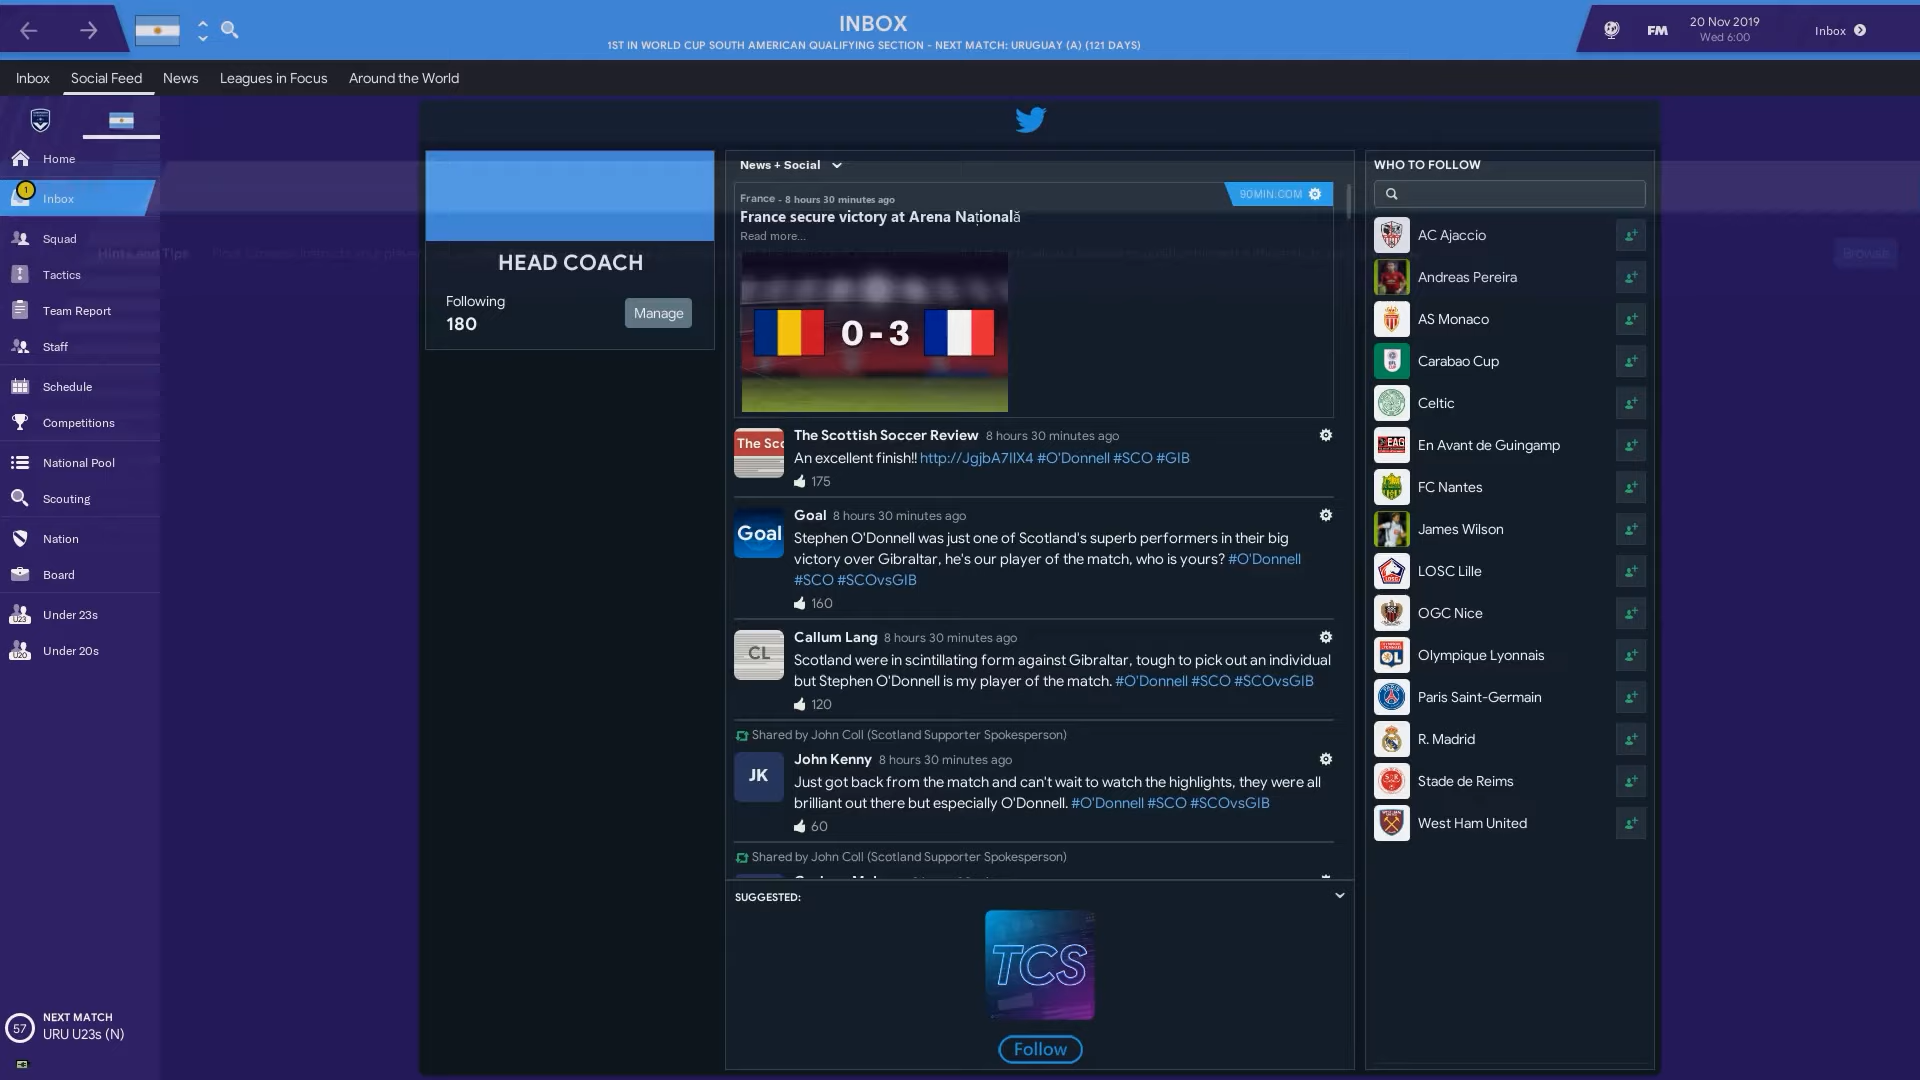 INBOX
1ST IN WORLD CUP SOUTH AMERICAN QUALIFYING SECTION - NEXT MATCH: URUGUAY (A) (121 DAYS)
FM
20 Nov 2019
Wed 6:00
Inbox
Inbox
Social Feed
News
Leagues in Focus
Around the World
Home
1
Inbox
Squad
Tactics
Team Report
Staff
Schedule
Competitions
National Pool
Scouting
Nation
Board
U23
Under 23s
U20
Under 20s
57
NEXT MATCH
URU U23s (N)
Hints and Tips
Browse
HEAD COACH
Following
180
Manage
News + Social
France - 8 hours 30 minutes ago
90MIN.COM
France secure victory at Arena Națională
Read more...
0 - 3
The Sco
The Scottish Soccer Review 8 hours 30 minutes ago
An excellent finish!! http://JgjbA7IlX4 #O'Donnell #SCO #GIB
175
Goal
Goal 8 hours 30 minutes ago
Stephen O'Donnell was just one of Scotland's superb performers in their big
victory over Gibraltar, he's our player of the match, who is yours? #O'Donnell
#SCO #SCOvsGIB
160
CL
Callum Lang 8 hours 30 minutes ago
Scotland were in scintillating form against Gibraltar, tough to pick out an individual
but Stephen O'Donnell is my player of the match. #O'Donnell #SCO #SCOvsGIB
120
Shared by John Coll (Scotland Supporter Spokesperson)
JK
John Kenny 8 hours 30 minutes ago
Just got back from the match and can't wait to watch the highlights, they were all
brilliant out there but especially O'Donnell. #O'Donnell #SCO #SCOvsGIB
60
Shared by John Coll (Scotland Supporter Spokesperson)
SUGGESTED:
TCS
Follow
WHO TO FOLLOW
AC Ajaccio
Andreas Pereira
AS Monaco
Carabao Cup
Celtic
En Avant de Guingamp
FC Nantes
James Wilson
LOSC Lille
OGC Nice
Olympique Lyonnais
Paris Saint-Germain
R. Madrid
Stade de Reims
West Ham United